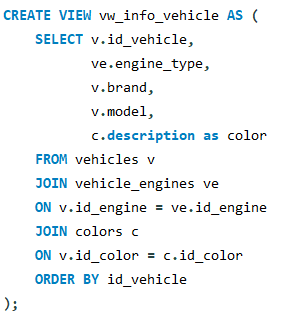 CREATE VIEW vw_info_vehicle AS (
    SELECT v.id_vehicle,
        ve.engine_type,
        v.brand,
        v.model,
        c.description as color
    FROM vehicles v
    JOIN vehicle_engines ve
    ON v.id_engine = ve.id_engine
    JOIN colors c
    ON v.id_color = c.id_color
    ORDER BY id_vehicle
);